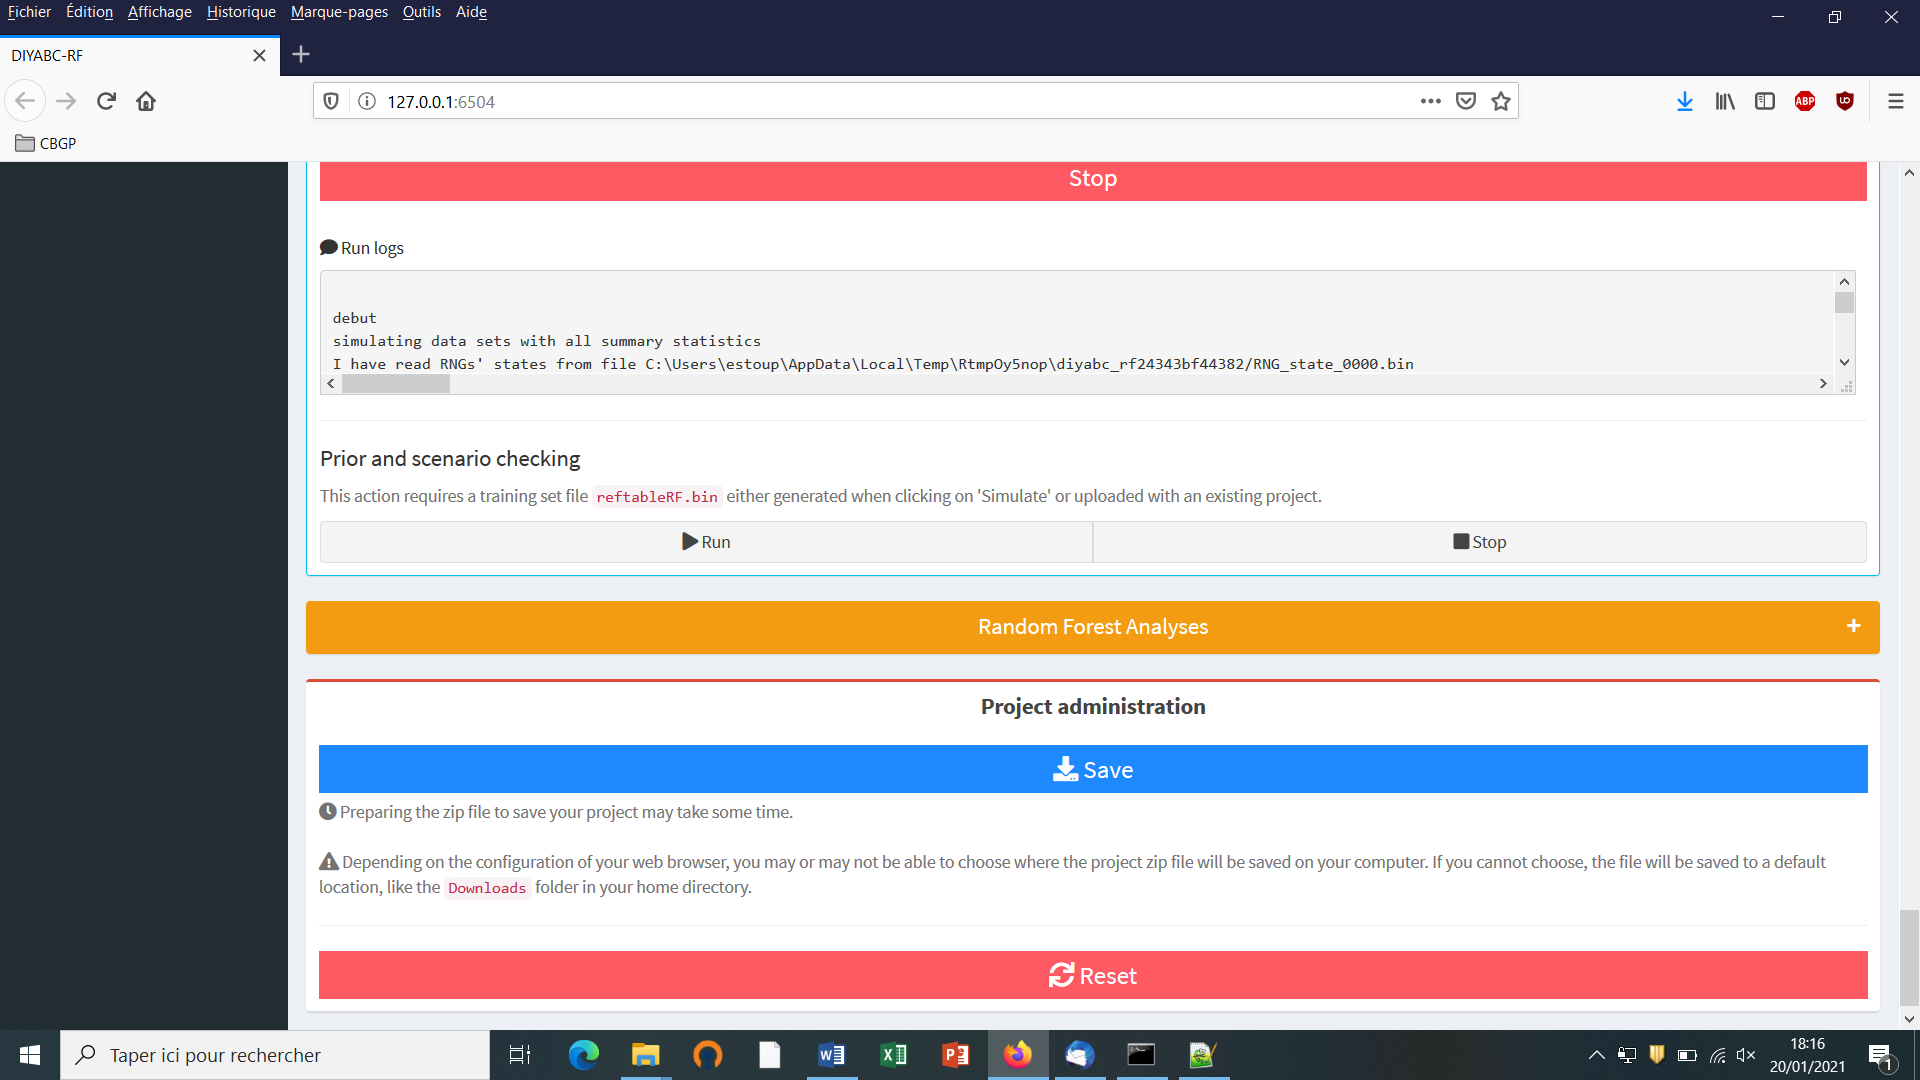 Fichier Édition Affichage Historique Marque-pages Outils Aide
DIYABC-RF
127.0.0.1:6504
ABP
CBGP
Stop
Run logs
debut
simulating data sets with all summary statistics
I have read RNGs' states from file C:\Users\estoup\AppData\Local\Temp\RtmpOy5nop\diyabc_rf24343bf44382/RNG_state_0000.bin
Prior and scenario checking
This action requires a training set file reftableRF.bin either generated when clicking on 'Simulate' or uploaded with an existing project.
Run
Stop
Random Forest Analyses
Project administration
Save
Preparing the zip file to save your project may take some time.
Depending on the configuration of your web browser, you may or may not be able to choose where the project zip file will be saved on your computer. If you cannot choose, the file will be saved to a default
location, like the Downloads folder in your home directory.
Reset
Taper ici pour rechercher
18:16
20/01/2021
1